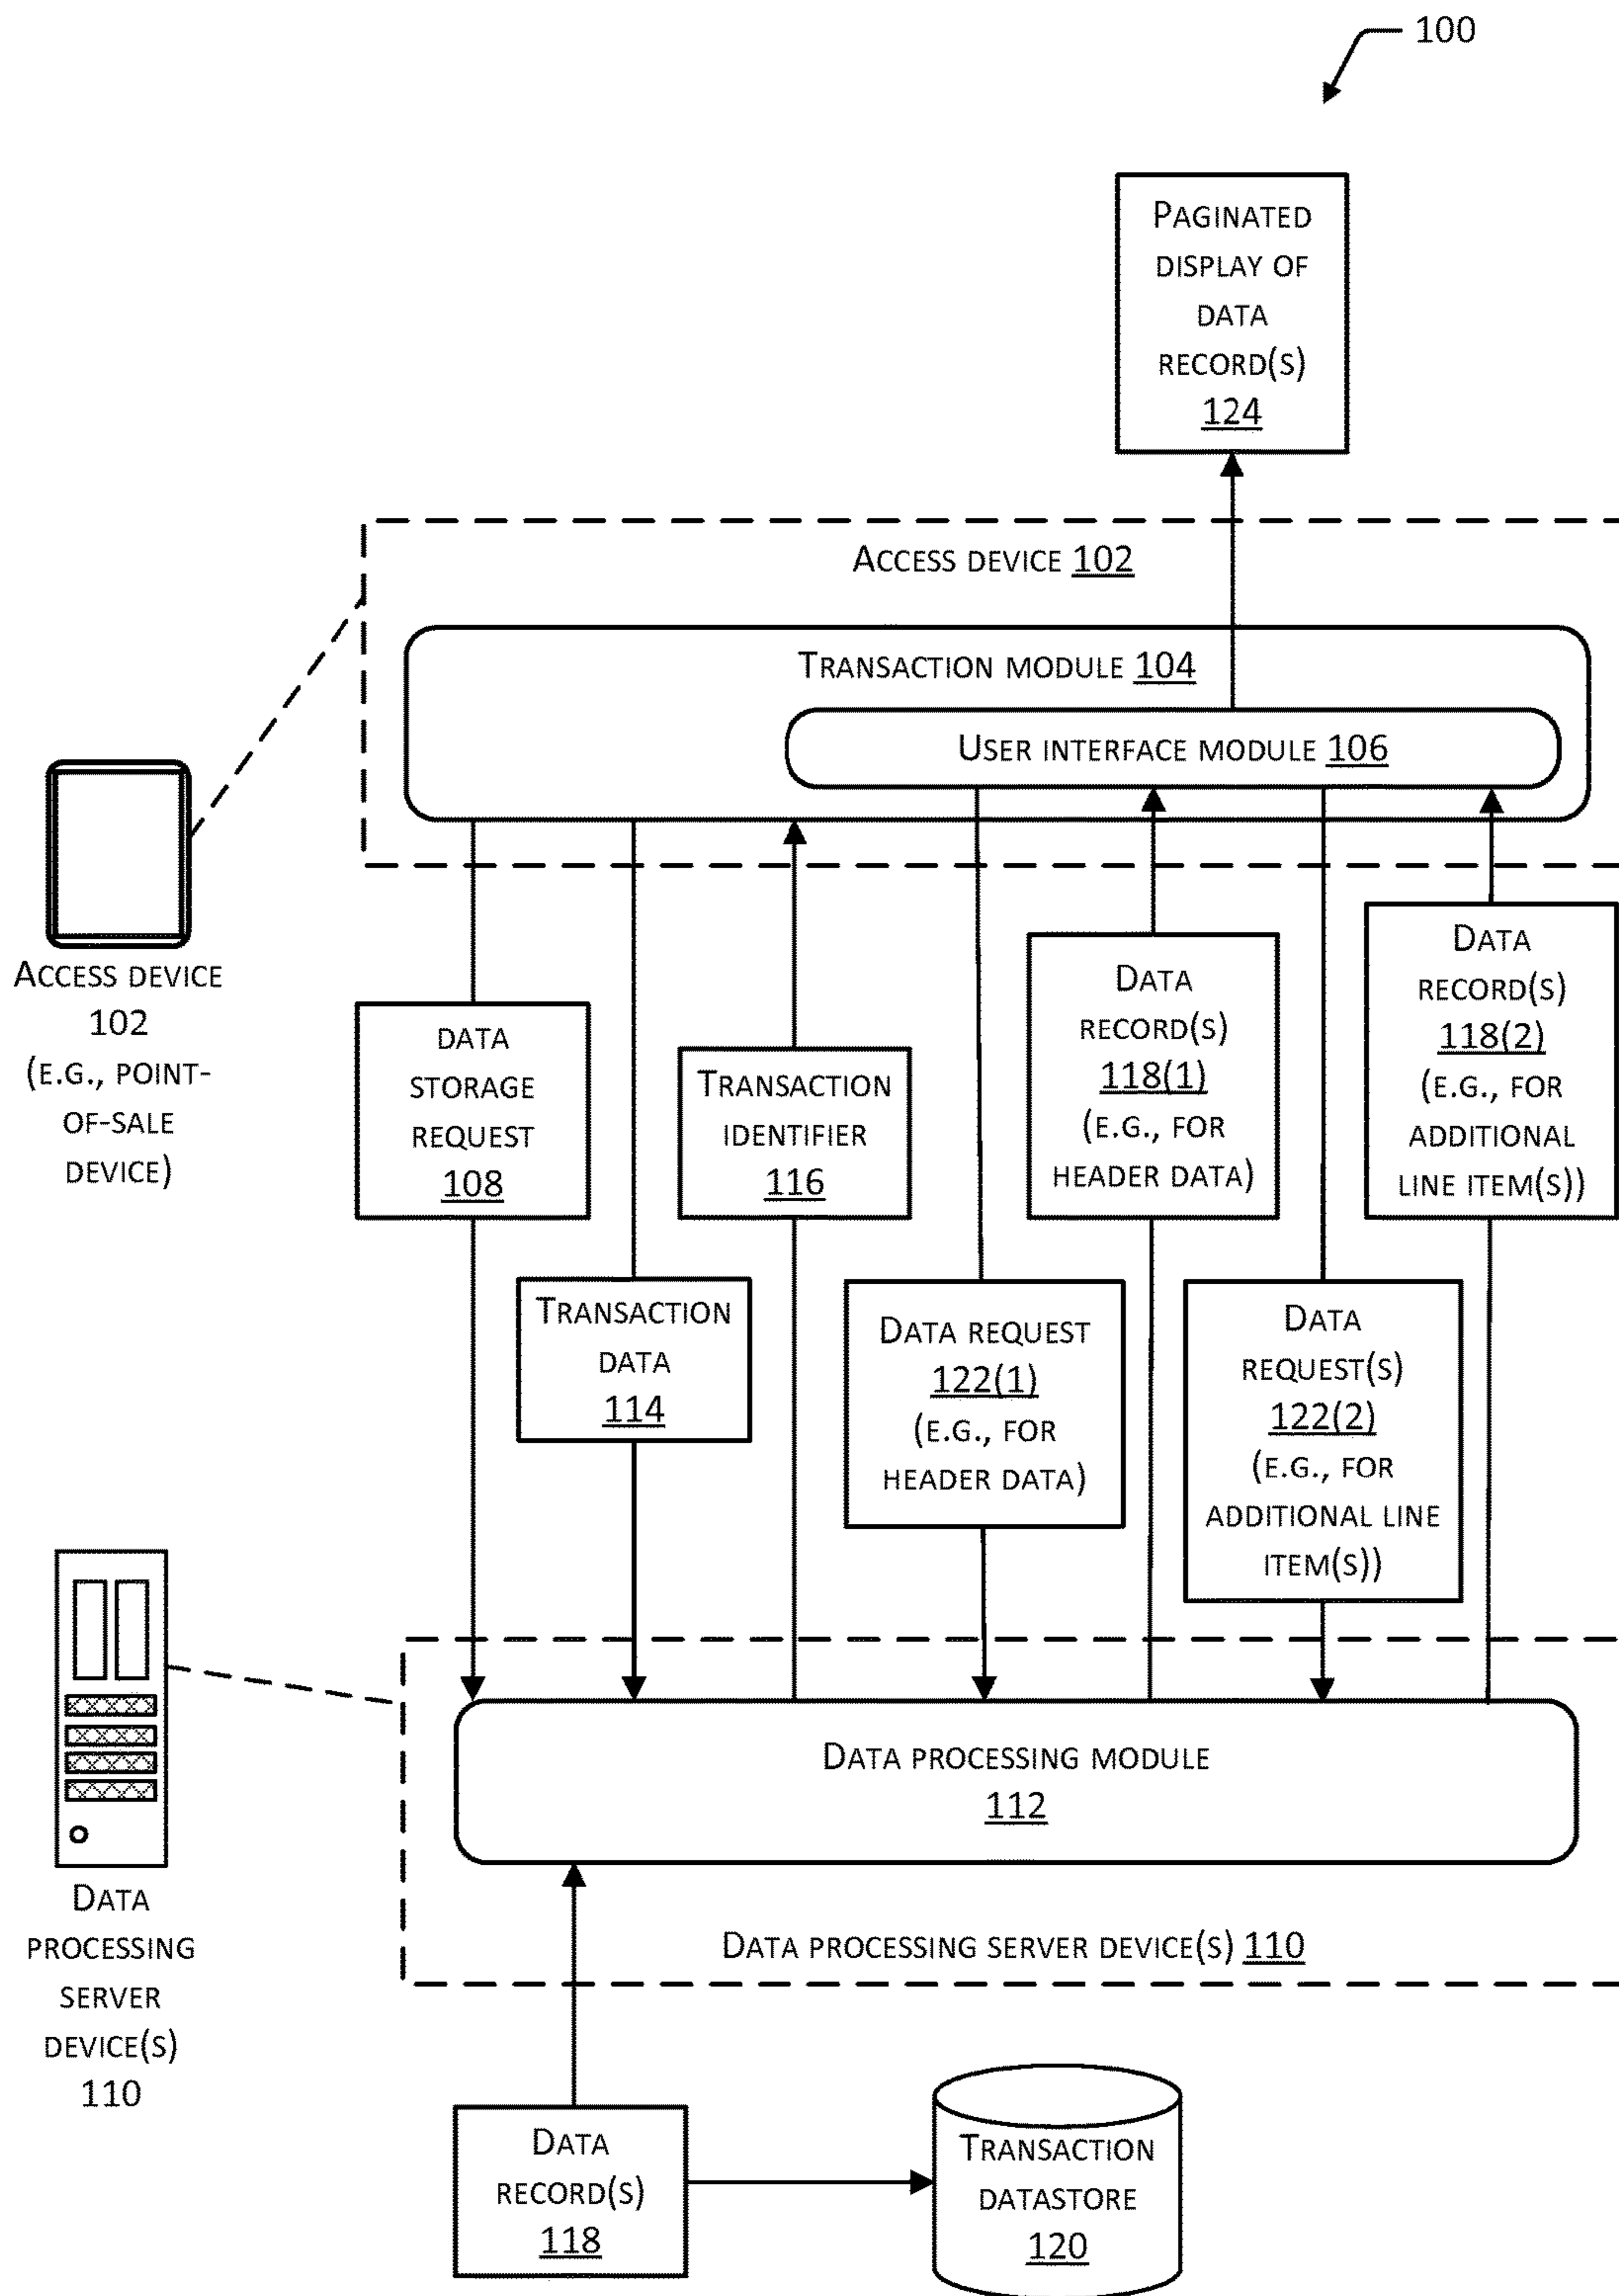 100
PAGINATED
DISPLAY OF
DATA
RECORD(S)
124
ACCESS DEVICE 102
TRANSACTION MODULE 104
USER INTERFACE MODULE 106
ACCESS DEVICE
102
(E.G., POINT-
OF-SALE
DEVICE)
DATA
STORAGE
REQUEST
108
TRANSACTION
DATA
114
TRANSACTION
IDENTIFIER
116
DATA REQUEST
122(1)
(E.G., FOR
HEADER DATA)
DATA
RECORD(S)
118(1)
(E.G., FOR
HEADER DATA)
DATA
REQUEST(S)
122(2)
(E.G., FOR
ADDITIONAL LINE
ITEM(S))
DATA
RECORD(S)
118(2)
(E.G., FOR
ADDITIONAL
LINE ITEM(S))
DATA PROCESSING MODULE
112
DATA PROCESSING SERVER DEVICE(S) 110
DATA
PROCESSING
SERVER
DEVICE(S)
110
DATA
RECORD(S)
118
TRANSACTION
DATASTORE
120